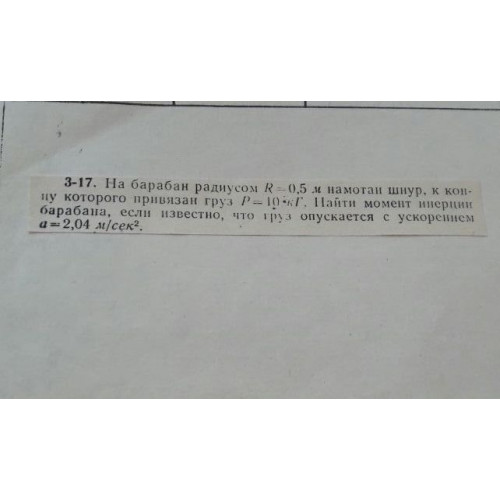 3-17. На барабан радиусом R=0,5 м намотан шнур, к кон-
цу которого привязан груз P=10 кГ. Найти момент инерции
барабана, если известно, что груз опускается с ускорением
a=2,04 м/сек².